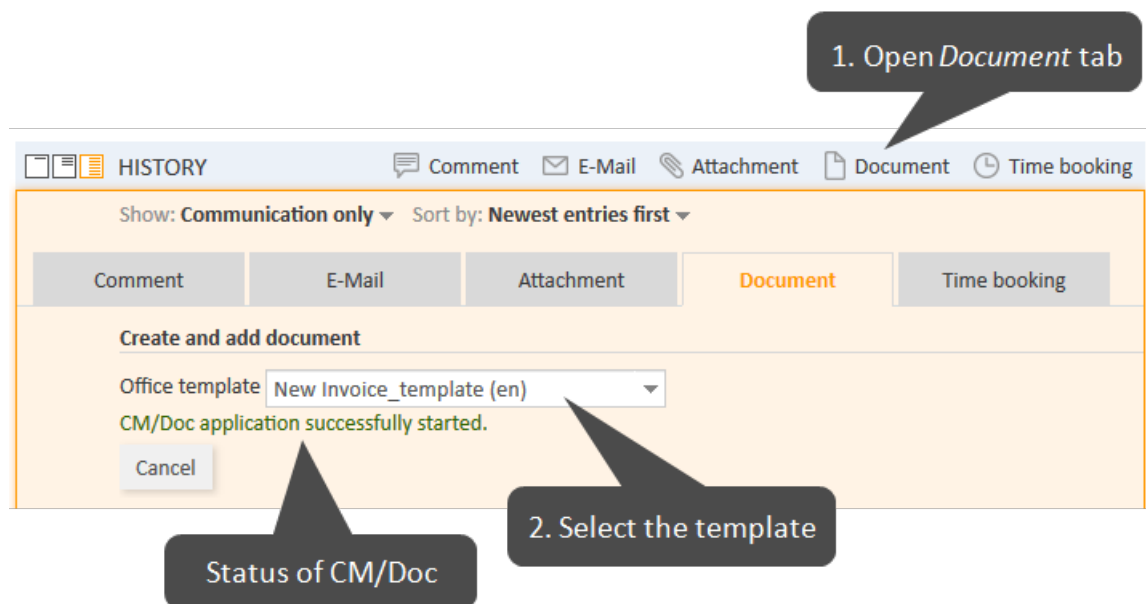 1. Open Document tab
HISTORY Comment E-Mail Attachment Document Time booking
Show: Communication only Sort by: Newest entries first
Comment E-Mail Attachment Document Time booking
Create and add document
Office template New Invoice_template (en)
CM/Doc application successfully started.
Cancel
2. Select the template
Status of CM/Doc